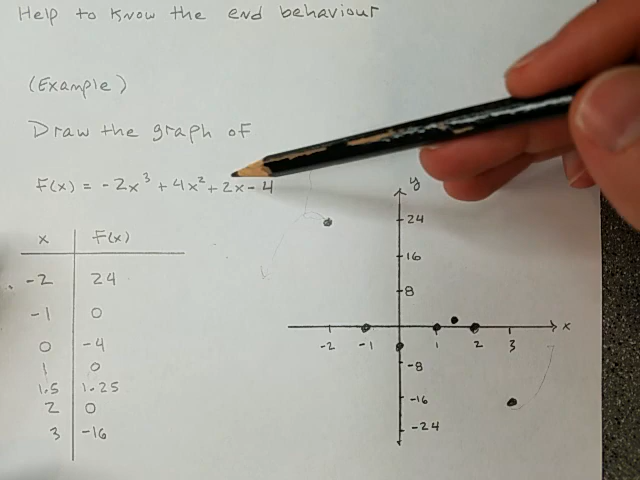 Help to know the end behaviour
(Example)
Draw the graph of
F(x) = -2x³ + 4x² + 2x - 4
x F(x)
-2 24
-1 0
0 -4
1 0
1.5 1.25
2 0
3 -16
y
24
16
8
x
-2 -1 1 2 3
-8
-16
-24